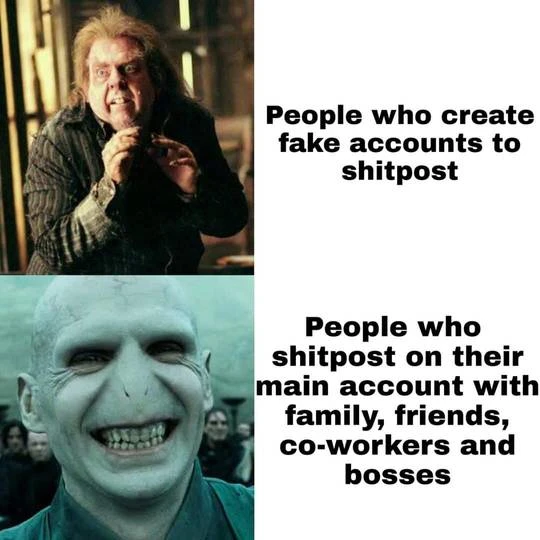 People who create
fake accounts to
shitpost
People who
shitpost on their
main account with
family, friends,
co-workers and
bosses